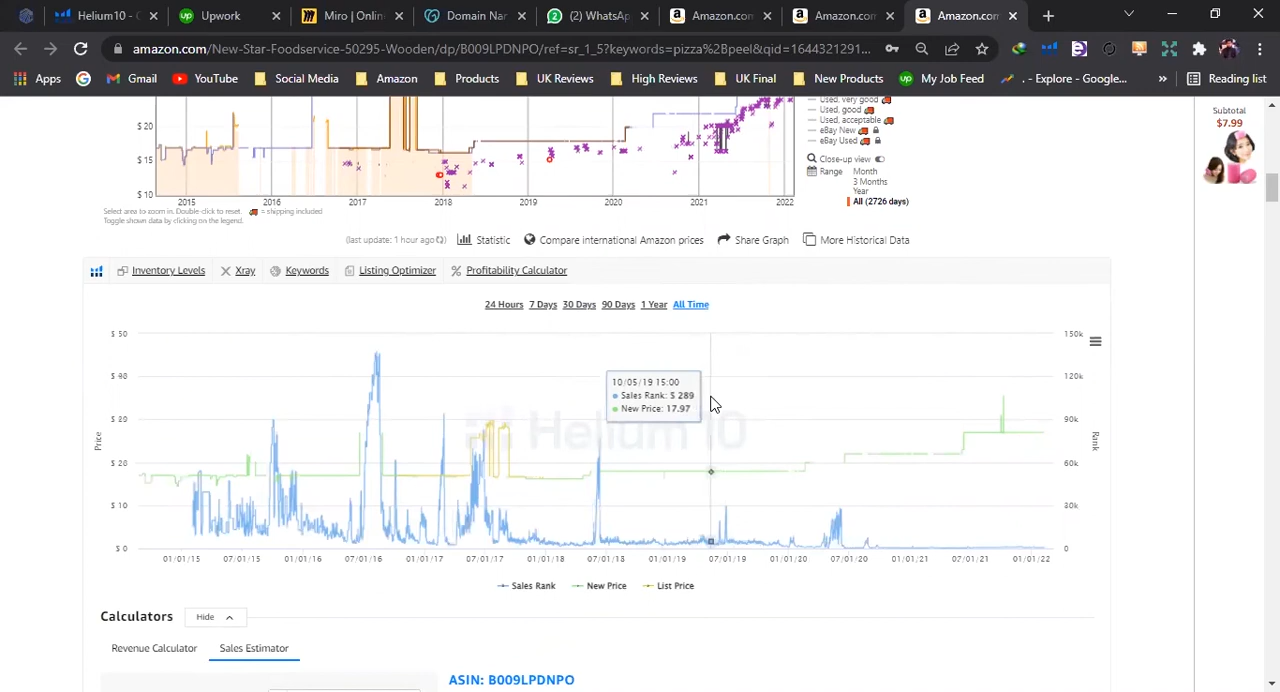 Helium10 - C
Upwork
Miro | Onlin
Domain Nar
(2) WhatsAp
Amazon.com
Amazon.com
Amazon.com
amazon.com/New-Star-Foodservice-50295-Wooden/dp/B009LPDNPO/ref=sr_1_5?keywords=pizza%2Bpeel&qid=1644321291...
Apps
Gmail
YouTube
Social Media
Amazon
Products
UK Reviews
High Reviews
UK Final
New Products
My Job Feed
. - Explore - Google...
»
Reading list
$ 20
$ 15
$ 10
2015 2016 2017 2018 2019 2020 2021 2022
Used, very good
Used, good
Used, acceptable
eBay New
eBay Used
Close-up view
Range Month
3 Months
Year
All (2726 days)
Subtotal
$7.99
Select area to zoom in. Double-click to reset. = shipping included
Toggle shown data by clicking on the legend.
(last update: 1 hour ago)
Statistic
Compare international Amazon prices
Share Graph
More Historical Data
Inventory Levels
Xray
Keywords
Listing Optimizer
Profitability Calculator
24 Hours 7 Days 30 Days 90 Days 1 Year All Time
$ 50
$ 40
$ 30
$ 20
$ 10
$ 0
Price
150k
120k
90k
60k
30k
0
Rank
10/05/19 15:00
Sales Rank: $ 289
New Price: 17.97
Helium 10
01/01/15 07/01/15 01/01/16 07/01/16 01/01/17 07/01/17 01/01/18 07/01/18 01/01/19 07/01/19 01/01/20 07/01/20 01/01/21 07/01/21 01/01/22
Sales Rank New Price List Price
Calculators
Hide
Revenue Calculator
Sales Estimator
ASIN: B009LPDNPO